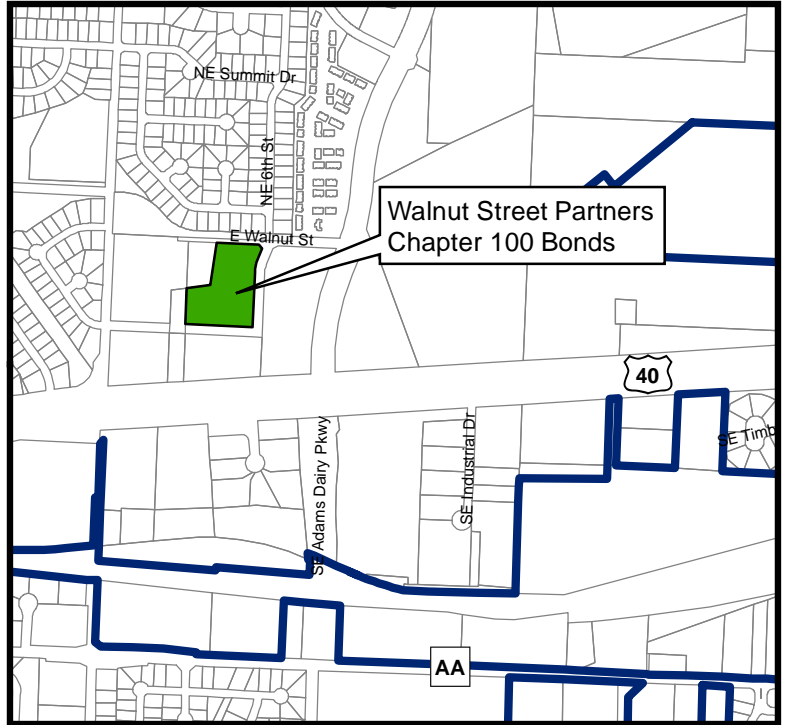 NE Summit Dr
NE 6th St
Walnut Street Partners
Chapter 100 Bonds
E Walnut St
40
SE Adams Dairy Pkwy
SE Industrial Dr
SE Timb
AA